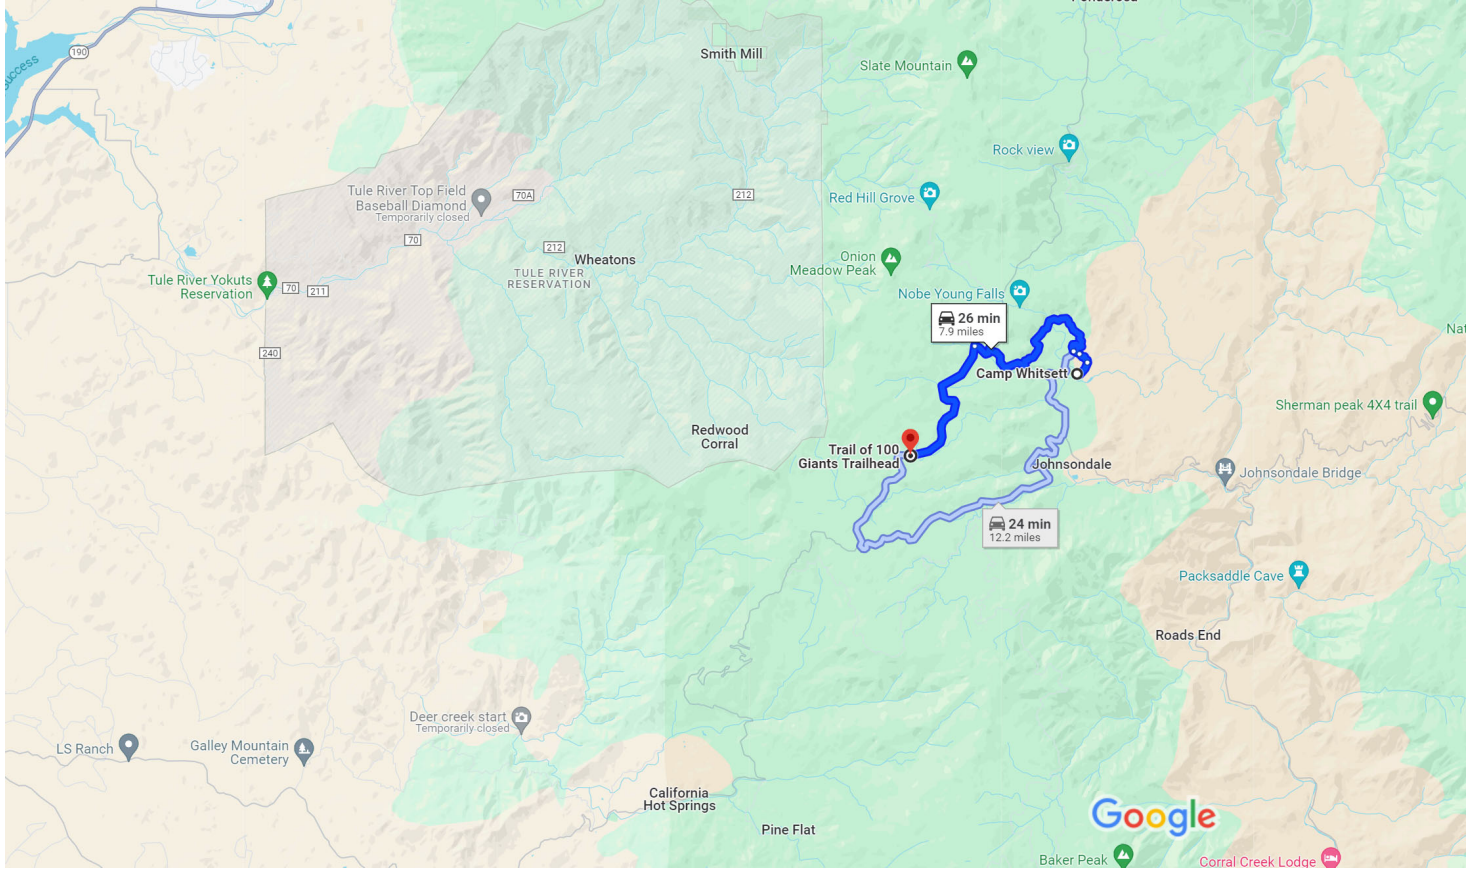 Smith Mill
Slate Mountain
190
Success
Rock view
Tule River Top Field
Baseball Diamond
Temporarily closed
70A
212
Red Hill Grove
70
212
Wheatons
Onion
Meadow Peak
TULE RIVER
RESERVATION
Tule River Yokuts
Reservation
70
211
Nobe Young Falls
26 min
7.9 miles
240
Nat
Camp Whitsett
Sherman peak 4X4 trail
Redwood
Corral
Trail of 100
Giants Trailhead
Johnsondale
Johnsondale Bridge
24 min
12.2 miles
Packsaddle Cave
Roads End
Deer creek start
Temporarily closed
LS Ranch
Galley Mountain
Cemetery
California
Hot Springs
Google
Pine Flat
Baker Peak
Corral Creek Lodge